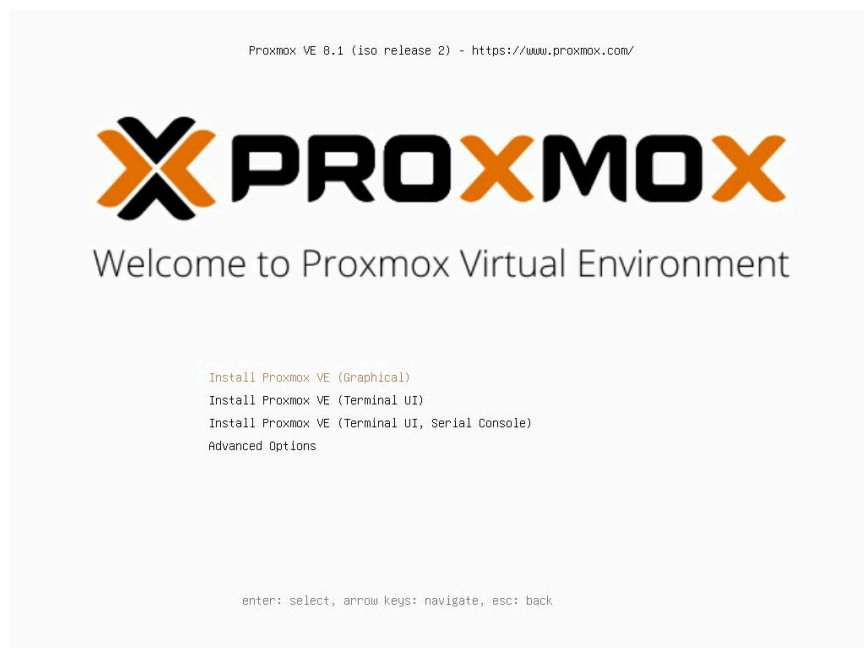 Proxmox VE 8.1 (iso release 2) - https://www.proxmox.com/
PROXMOX
Welcome to Proxmox Virtual Environment
Install Proxmox VE (Graphical)
Install Proxmox VE (Terminal UI)
Install Proxmox VE (Terminal UI, Serial Console)
Advanced Options
enter: select, arrow keys: navigate, esc: back